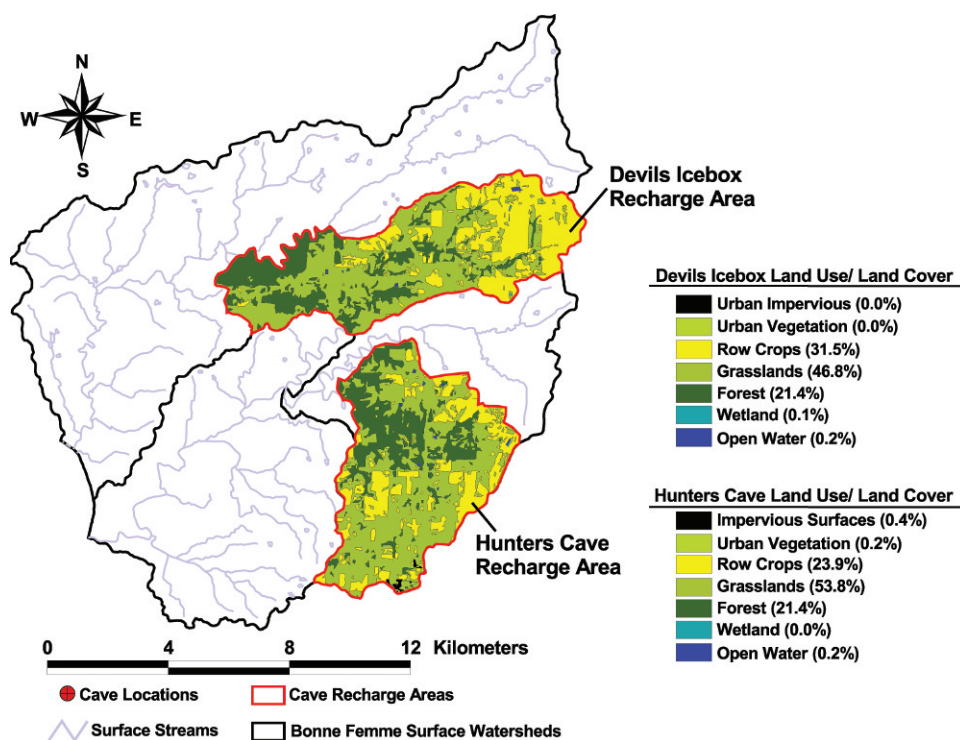 N
W E
S
Devils Icebox
Recharge Area
Hunters Cave
Recharge Area
Devils Icebox Land Use/ Land Cover
Urban Impervious (0.0%)
Urban Vegetation (0.0%)
Row Crops (31.5%)
Grasslands (46.8%)
Forest (21.4%)
Wetland (0.1%)
Open Water (0.2%)
Hunters Cave Land Use/ Land Cover
Impervious Surfaces (0.4%)
Urban Vegetation (0.2%)
Row Crops (23.9%)
Grasslands (53.8%)
Forest (21.4%)
Wetland (0.0%)
Open Water (0.2%)
0 4 8 12 Kilometers
Cave Locations
Cave Recharge Areas
Surface Streams
Bonne Femme Surface Watersheds